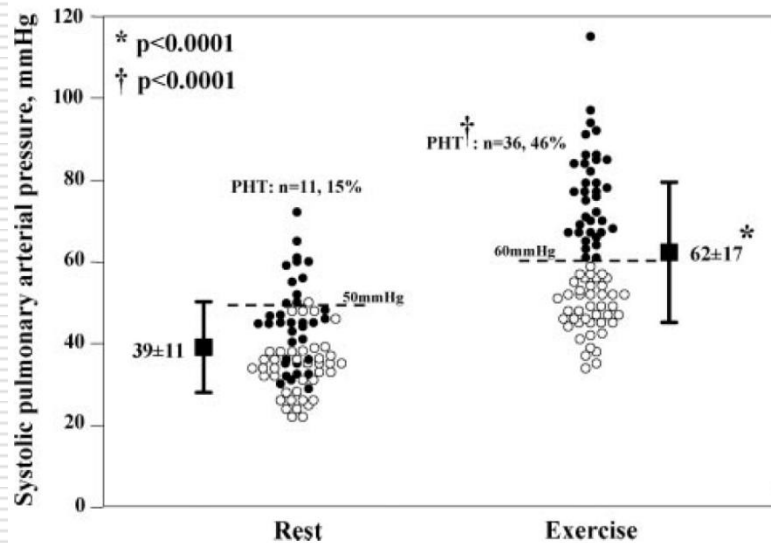 Systolic pulmonary arterial pressure, mmHg
120
100
80
60
40
20
0
* p<0.0001
† p<0.0001
PHT: n=11, 15%
50mmHg
39±11
Rest
†
PHT : n=36, 46%
60mmHg
62±17 *
Exercise